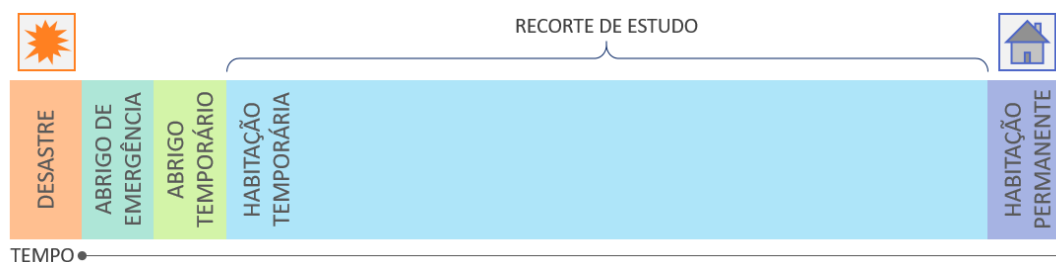 RECORTE DE ESTUDO
DESASTRE
ABRIGO DE
EMERGÊNCIA
ABRIGO
TEMPORÁRIO
HABITAÇÃO
TEMPORÁRIA
HABITAÇÃO
PERMANENTE
TEMPO